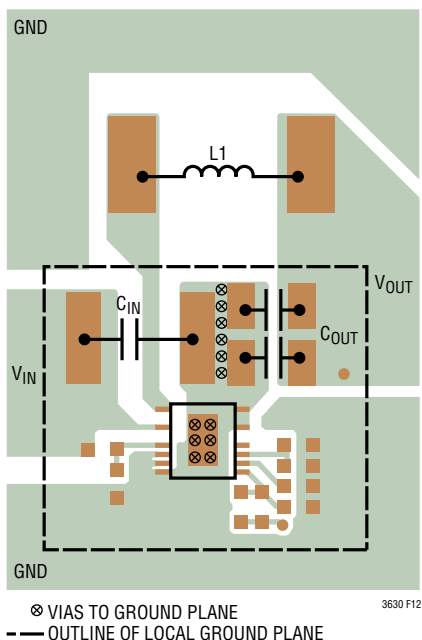 GND
L1
VOUT
CIN
COUT
VIN
GND
3630 F12
VIAS TO GROUND PLANE
OUTLINE OF LOCAL GROUND PLANE